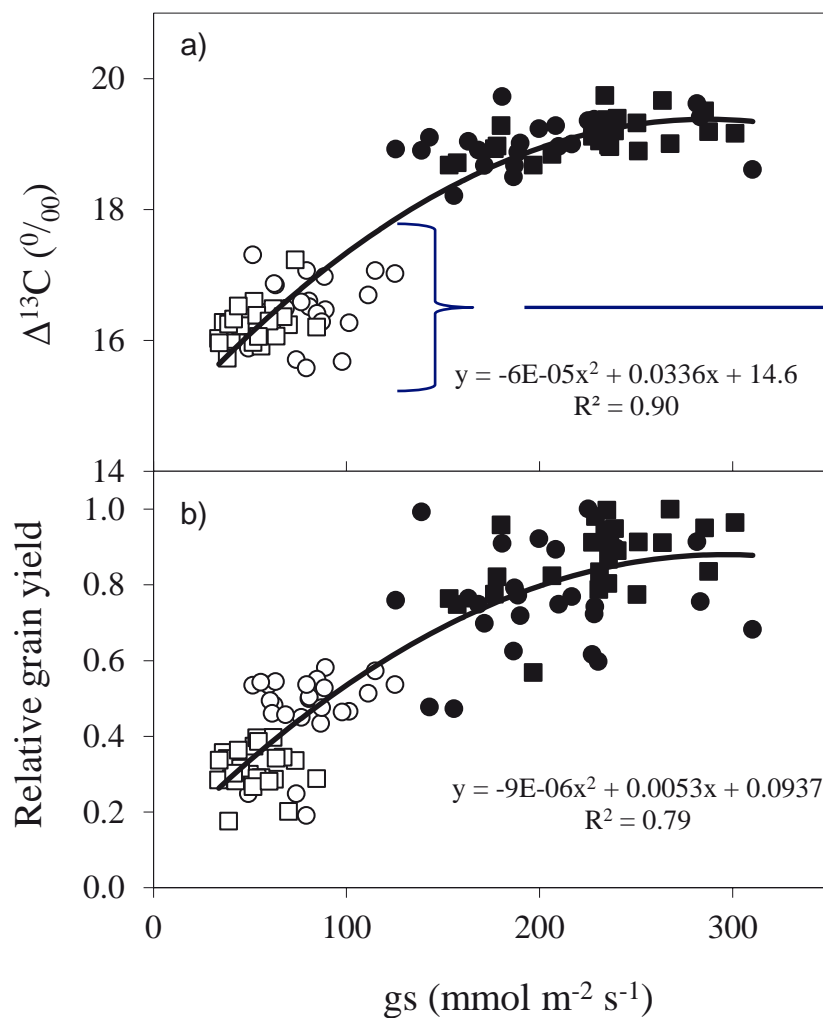 a)
20
18
16
14
Δ¹³C (⁰/₀₀)
y = -6E-05x² + 0.0336x + 14.6
R² = 0.90
b)
1.0
0.8
0.6
0.4
0.2
0.0
Relative grain yield
y = -9E-06x² + 0.0053x + 0.0937
R² = 0.79
0 100 200 300
gs (mmol m⁻² s⁻¹)